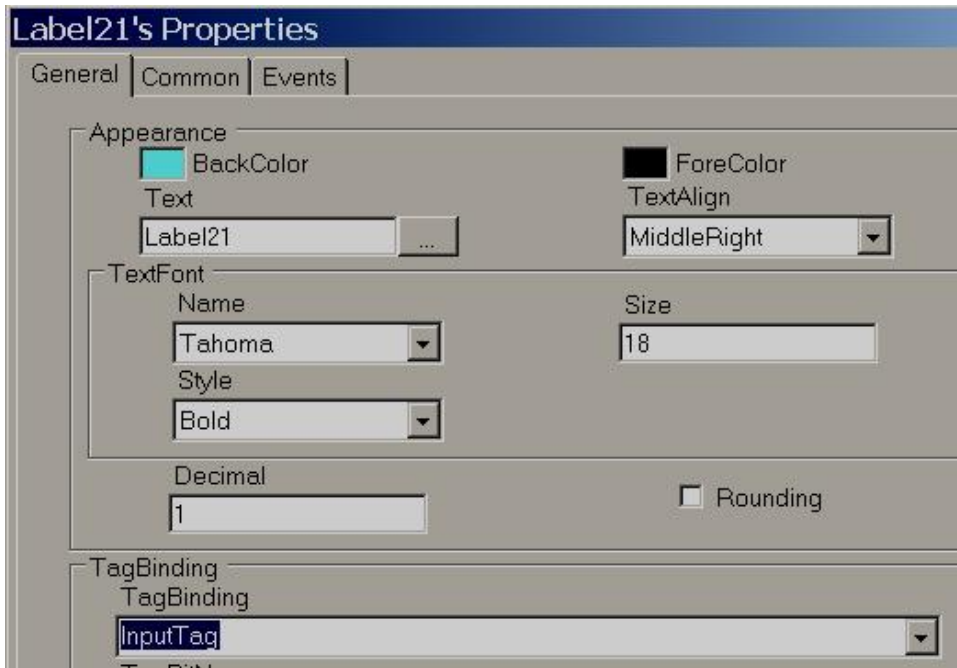 Label21's Properties
General Common Events
Appearance
BackColor ForeColor
Text TextAlign
Label21 ... MiddleRight
TextFont
Name Size
Tahoma 18
Style
Bold
Decimal
1 Rounding
TagBinding
TagBinding
InputTag